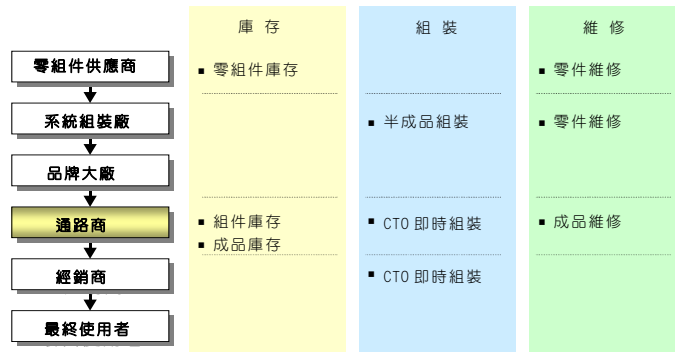 庫 存
組 裝
維 修
零組件供應商
■ 零組件庫存
■ 零件維修
系統組裝廠
■ 半成品組裝
■ 零件維修
品牌大廠
通路商
■ 組件庫存
■ 成品庫存
■ CTO 即時組裝
■ 成品維修
經銷商
■ CTO 即時組裝
最終使用者